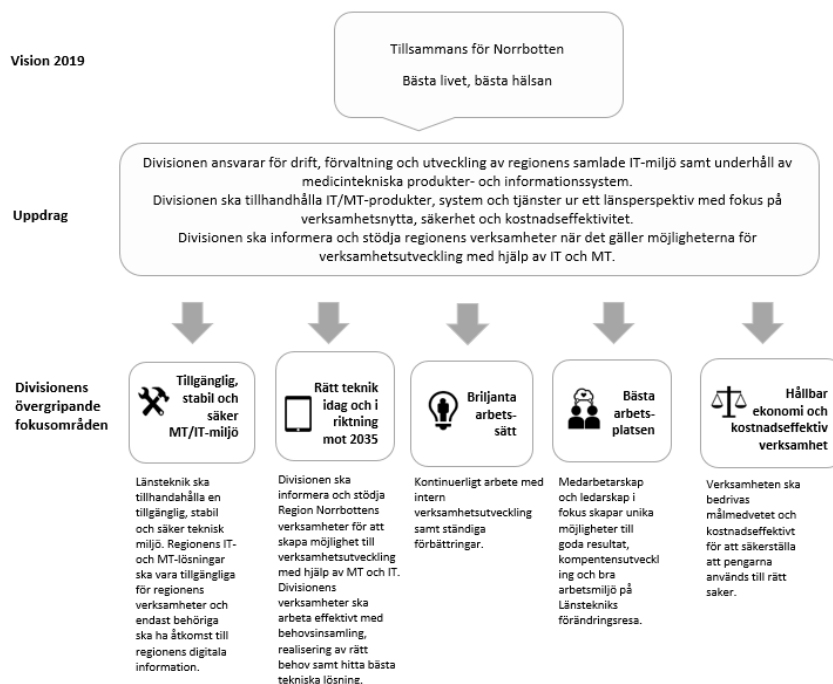 Vision 2019
Tillsammans för Norrbotten
Bästa livet, bästa hälsan
Uppdrag
Divisionen ansvarar för drift, förvaltning och utveckling av regionens samlade IT-miljö samt underhåll av
medicintekniska produkter- och informationssystem.
Divisionen ska tillhandhålla IT/MT-produkter, system och tjänster ur ett länsperspektiv med fokus på
verksamhetsnytta, säkerhet och kostnadseffektivitet.
Divisionen ska informera och stödja regionens verksamheter när det gäller möjligheterna för
verksamhetsutveckling med hjälp av IT och MT.
Divisionens
övergripande
fokusområden
Tillgänglig,
stabil och
säker
MT/IT-miljö
Rätt teknik
idag och i
riktning
mot 2035
Briljanta
arbets-
sätt
Bästa
arbets-
platsen
Hållbar
ekonomi och
kostnadseffektiv
verksamhet
Länsteknik ska
tillhandahålla en
tillgänglig, stabil
och säker teknisk
miljö. Regionens IT-
och MT-lösningar
ska vara tillgängliga
för regionens
verksamheter och
endast behöriga
ska ha åtkomst till
regionens digitala
information.
Divisionen ska
informera och stödja
Region Norrbottens
verksamheter för att
skapa möjlighet till
verksamhetsutveckling
med hjälp av MT och IT.
Divisionens
verksamheter ska
arbeta effektivt med
behovsinsamling,
realisering av rätt
behov samt hitta bästa
tekniska lösning.
Kontinuerligt arbete med
intern
verksamhetsutveckling
samt ständiga
förbättringar.
Medarbetarskap
och ledarskap i
fokus skapar unika
möjligheter till
goda resultat,
kompetensutveckl
ing och bra
arbetsmiljö på
Länstekniks
förändringsresa.
Verksamheten ska
bedrivas
målmedvetet och
kostnadseffektivt
för att säkerställa
att pengarna
används till rätt
saker.